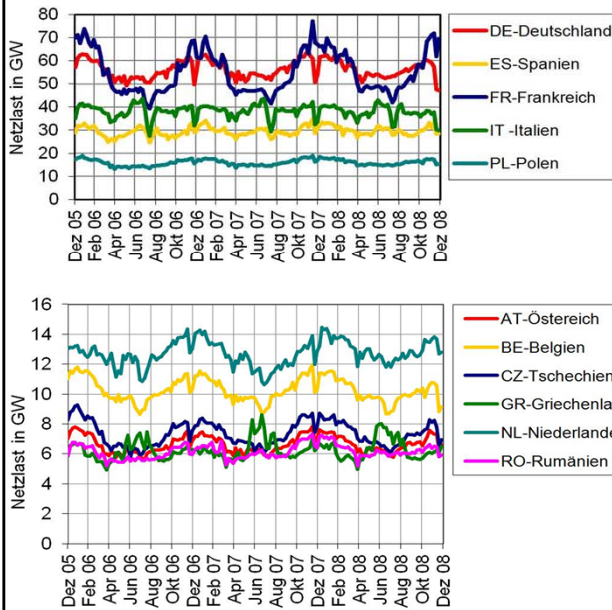 Netzlast in GW
80
70
60
50
40
30
20
10
0
Dez 05
Feb 06
Apr 06
Jun 06
Aug 06
Okt 06
Dez 06
Feb 07
Apr 07
Jun 07
Aug 07
Okt 07
Dez 07
Feb 08
Apr 08
Jun 08
Aug 08
Okt 08
Dez 08
DE-Deutschland
ES-Spanien
FR-Frankreich
IT -Italien
PL-Polen
Netzlast in GW
16
14
12
10
8
6
4
2
0
Dez 05
Feb 06
Apr 06
Jun 06
Aug 06
Okt 06
Dez 06
Feb 07
Apr 07
Jun 07
Aug 07
Okt 07
Dez 07
Feb 08
Apr 08
Jun 08
Aug 08
Okt 08
Dez 08
AT-Östereich
BE-Belgien
CZ-Tschechien
GR-Griechenla
NL-Niederlande
RO-Rumänien